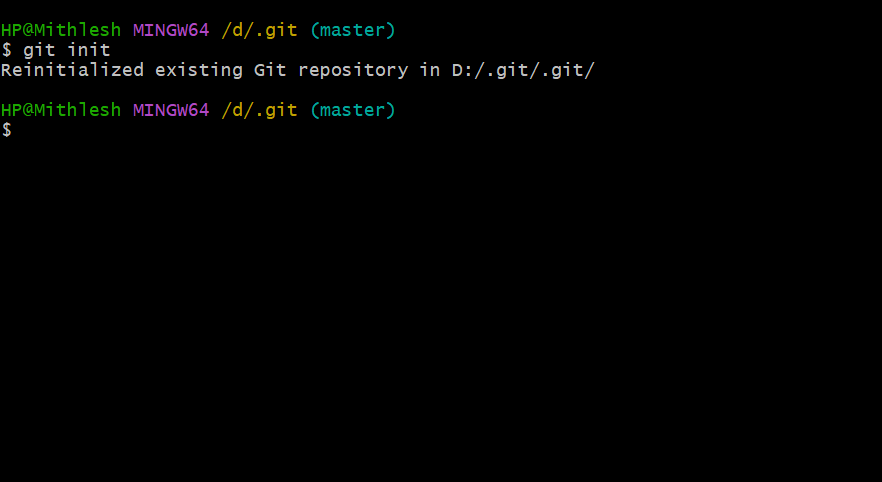 HP@Mithlesh MINGW64 /d/.git (master)
$ git init
Reinitialized existing Git repository in D:/.git/.git/
HP@Mithlesh MINGW64 /d/.git (master)
$